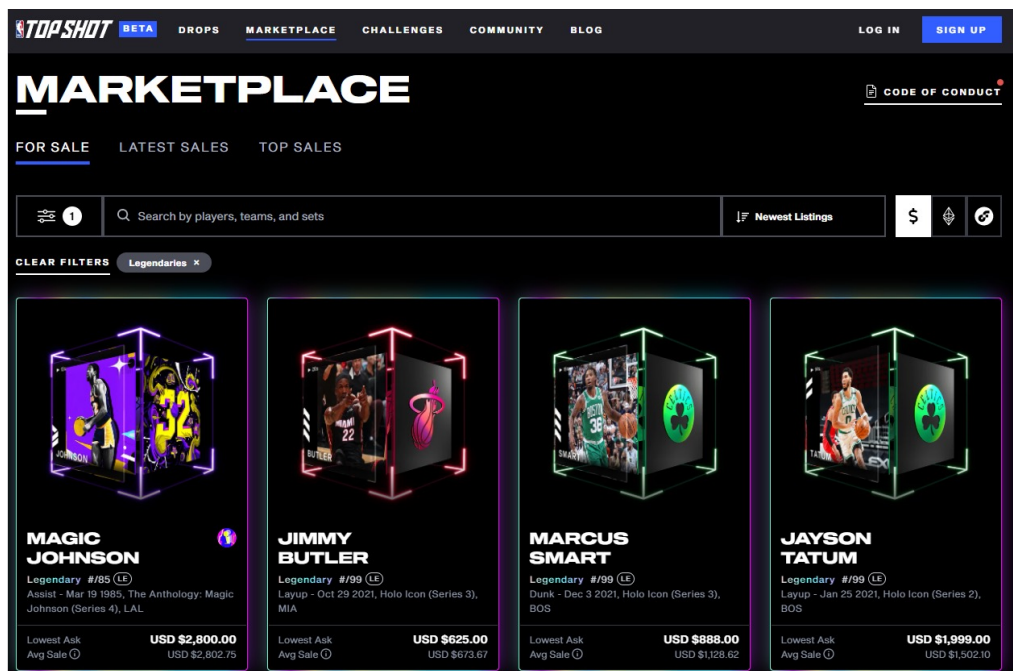 TOP SHOT BETA DROPS MARKETPLACE CHALLENGES COMMUNITY BLOG LOG IN SIGN UP
MARKETPLACE
CODE OF CONDUCT
FOR SALE LATEST SALES TOP SALES
1 Search by players, teams, and sets Newest Listings $
CLEAR FILTERS Legendaries ×
JOHNSON 32
MIAMI
22
BUTLER
BOSTON
36
SMART
CELTICS
TATUM
CELTICS
MAGIC
JOHNSON
Legendary #/85 LE
Assist - Mar 19 1985, The Anthology: Magic
Johnson (Series 4), LAL
Lowest Ask USD $2,800.00
Avg Sale USD $2,802.75
JIMMY
BUTLER
Legendary #/99 LE
Layup - Oct 29 2021, Holo Icon (Series 3),
MIA
Lowest Ask USD $625.00
Avg Sale USD $673.67
MARCUS
SMART
Legendary #/99 LE
Dunk - Dec 3 2021, Holo Icon (Series 3),
BOS
Lowest Ask USD $888.00
Avg Sale USD $1,128.62
JAYSON
TATUM
Legendary #/99 LE
Layup - Jan 25 2021, Holo Icon (Series 2),
BOS
Lowest Ask USD $1,999.00
Avg Sale USD $1,502.10